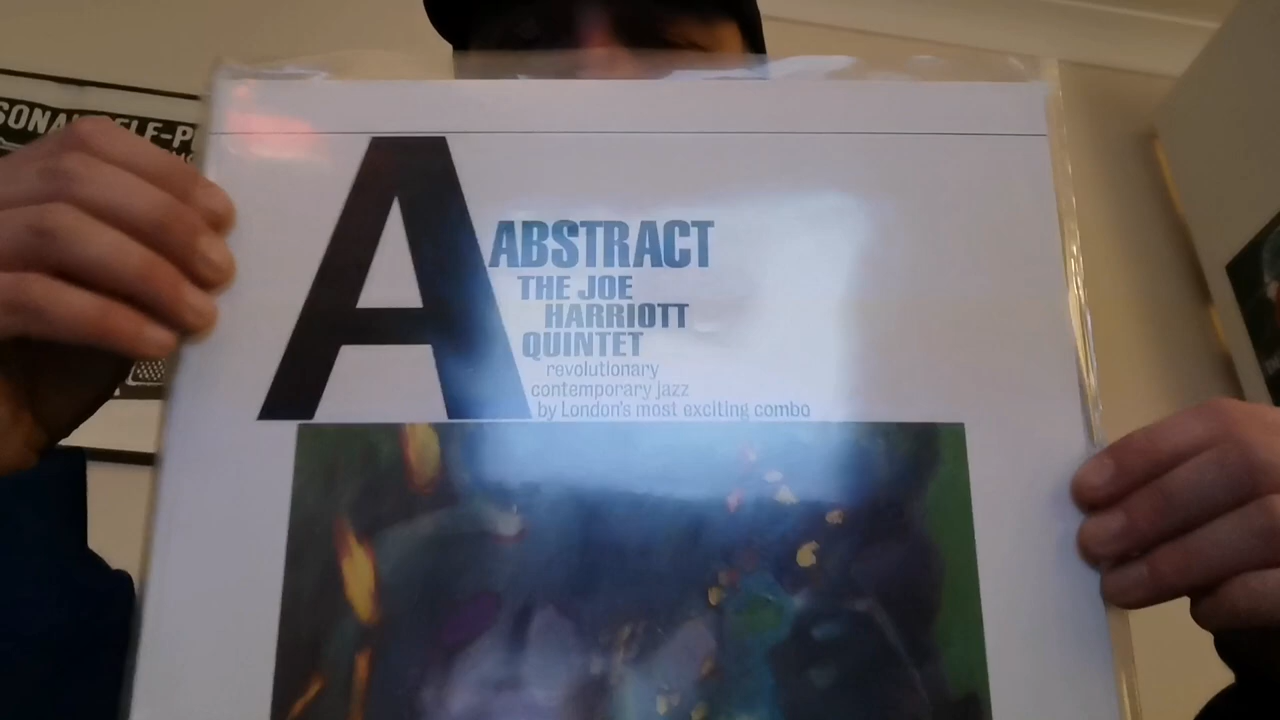 A
ABSTRACT
THE JOE
HARRIOTT
QUINTET
revolutionary
contemporary jazz
by London's most exciting combo